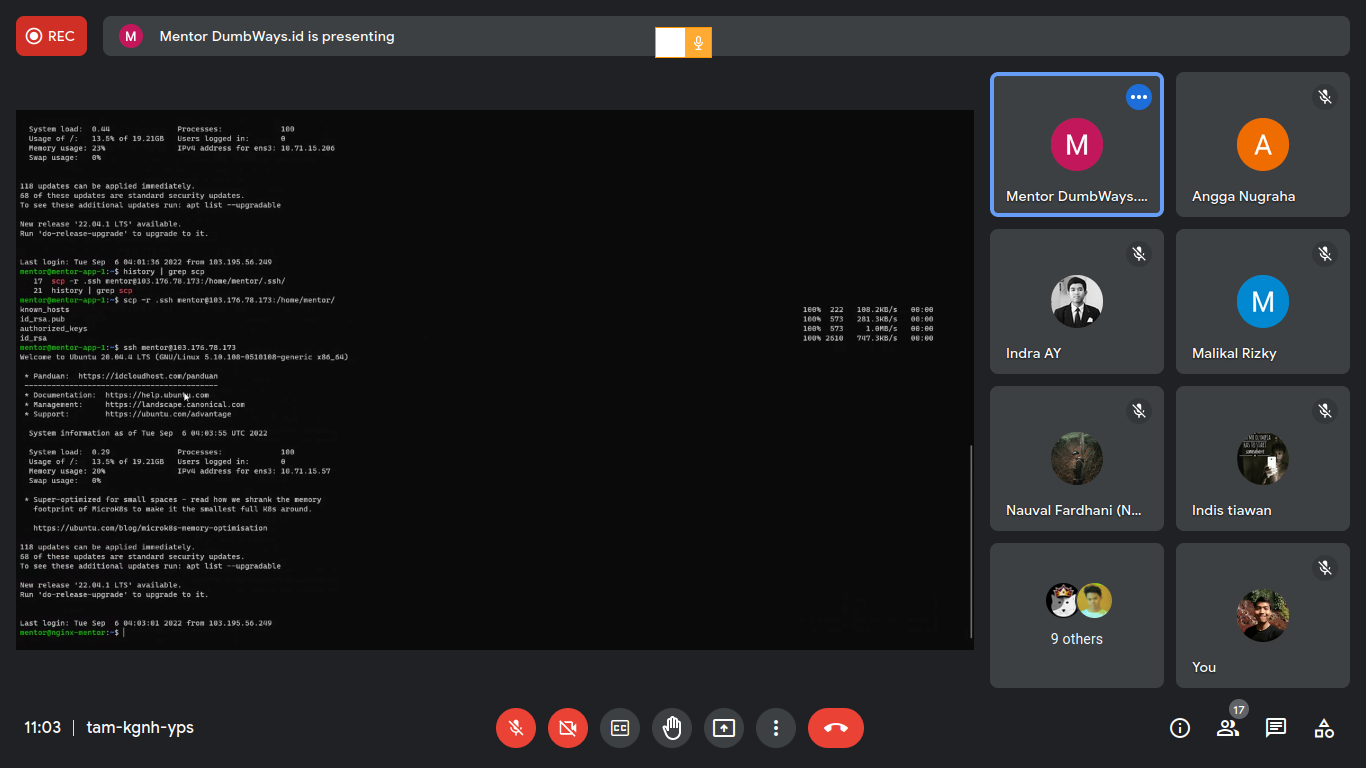 REC
M
Mentor DumbWays.id is presenting
System load: 0.44 Processes: 100
Usage of /: 13.5% of 19.21GB Users logged in: 0
Memory usage: 23% IPv4 address for ens3: 10.71.15.206
Swap usage: 0%
118 updates can be applied immediately.
68 of these updates are standard security updates.
To see these additional updates run: apt list --upgradable
New release '22.04.1 LTS' available.
Run 'do-release-upgrade' to upgrade to it.
Last login: Tue Sep 6 04:01:36 2022 from 103.195.56.249
mentor@mentor-app-1:~$ history | grep scp
17 scp -r .ssh mentor@103.176.78.173:/home/mentor/.ssh/
21 history | grep scp
mentor@mentor-app-1:~$ scp -r .ssh mentor@103.176.78.173:/home/mentor/
known_hosts 100% 222 108.2KB/s 00:00
id_rsa.pub 100% 573 281.3KB/s 00:00
authorized_keys 100% 573 1.0MB/s 00:00
id_rsa 100% 2610 747.3KB/s 00:00
mentor@mentor-app-1:~$ ssh mentor@103.176.78.173
Welcome to Ubuntu 20.04.4 LTS (GNU/Linux 5.10.108-0510108-generic x86_64)
* Panduan: https://idcloudhost.com/panduan
* Documentation: https://help.ubuntu.com
* Management: https://landscape.canonical.com
* Support: https://ubuntu.com/advantage
System information as of Tue Sep 6 04:03:55 UTC 2022
System load: 0.29 Processes: 100
Usage of /: 13.5% of 19.21GB Users logged in: 0
Memory usage: 20% IPv4 address for ens3: 10.71.15.57
Swap usage: 0%
* Super-optimized for small spaces - read how we shrank the memory
footprint of MicroK8s to make it the smallest full K8s around.
https://ubuntu.com/blog/microk8s-memory-optimisation
118 updates can be applied immediately.
68 of these updates are standard security updates.
To see these additional updates run: apt list --upgradable
New release '22.04.1 LTS' available.
Run 'do-release-upgrade' to upgrade to it.
Last login: Tue Sep 6 04:03:01 2022 from 103.195.56.249
mentor@nginx-mentor:~$
M
Mentor DumbWays....
A
Angga Nugraha
Indra AY
M
Malikal Rizky
Nauval Fardhani (N...
Indis tiawan
9 others
You
11:03 | tam-kgnh-yps
CC
17